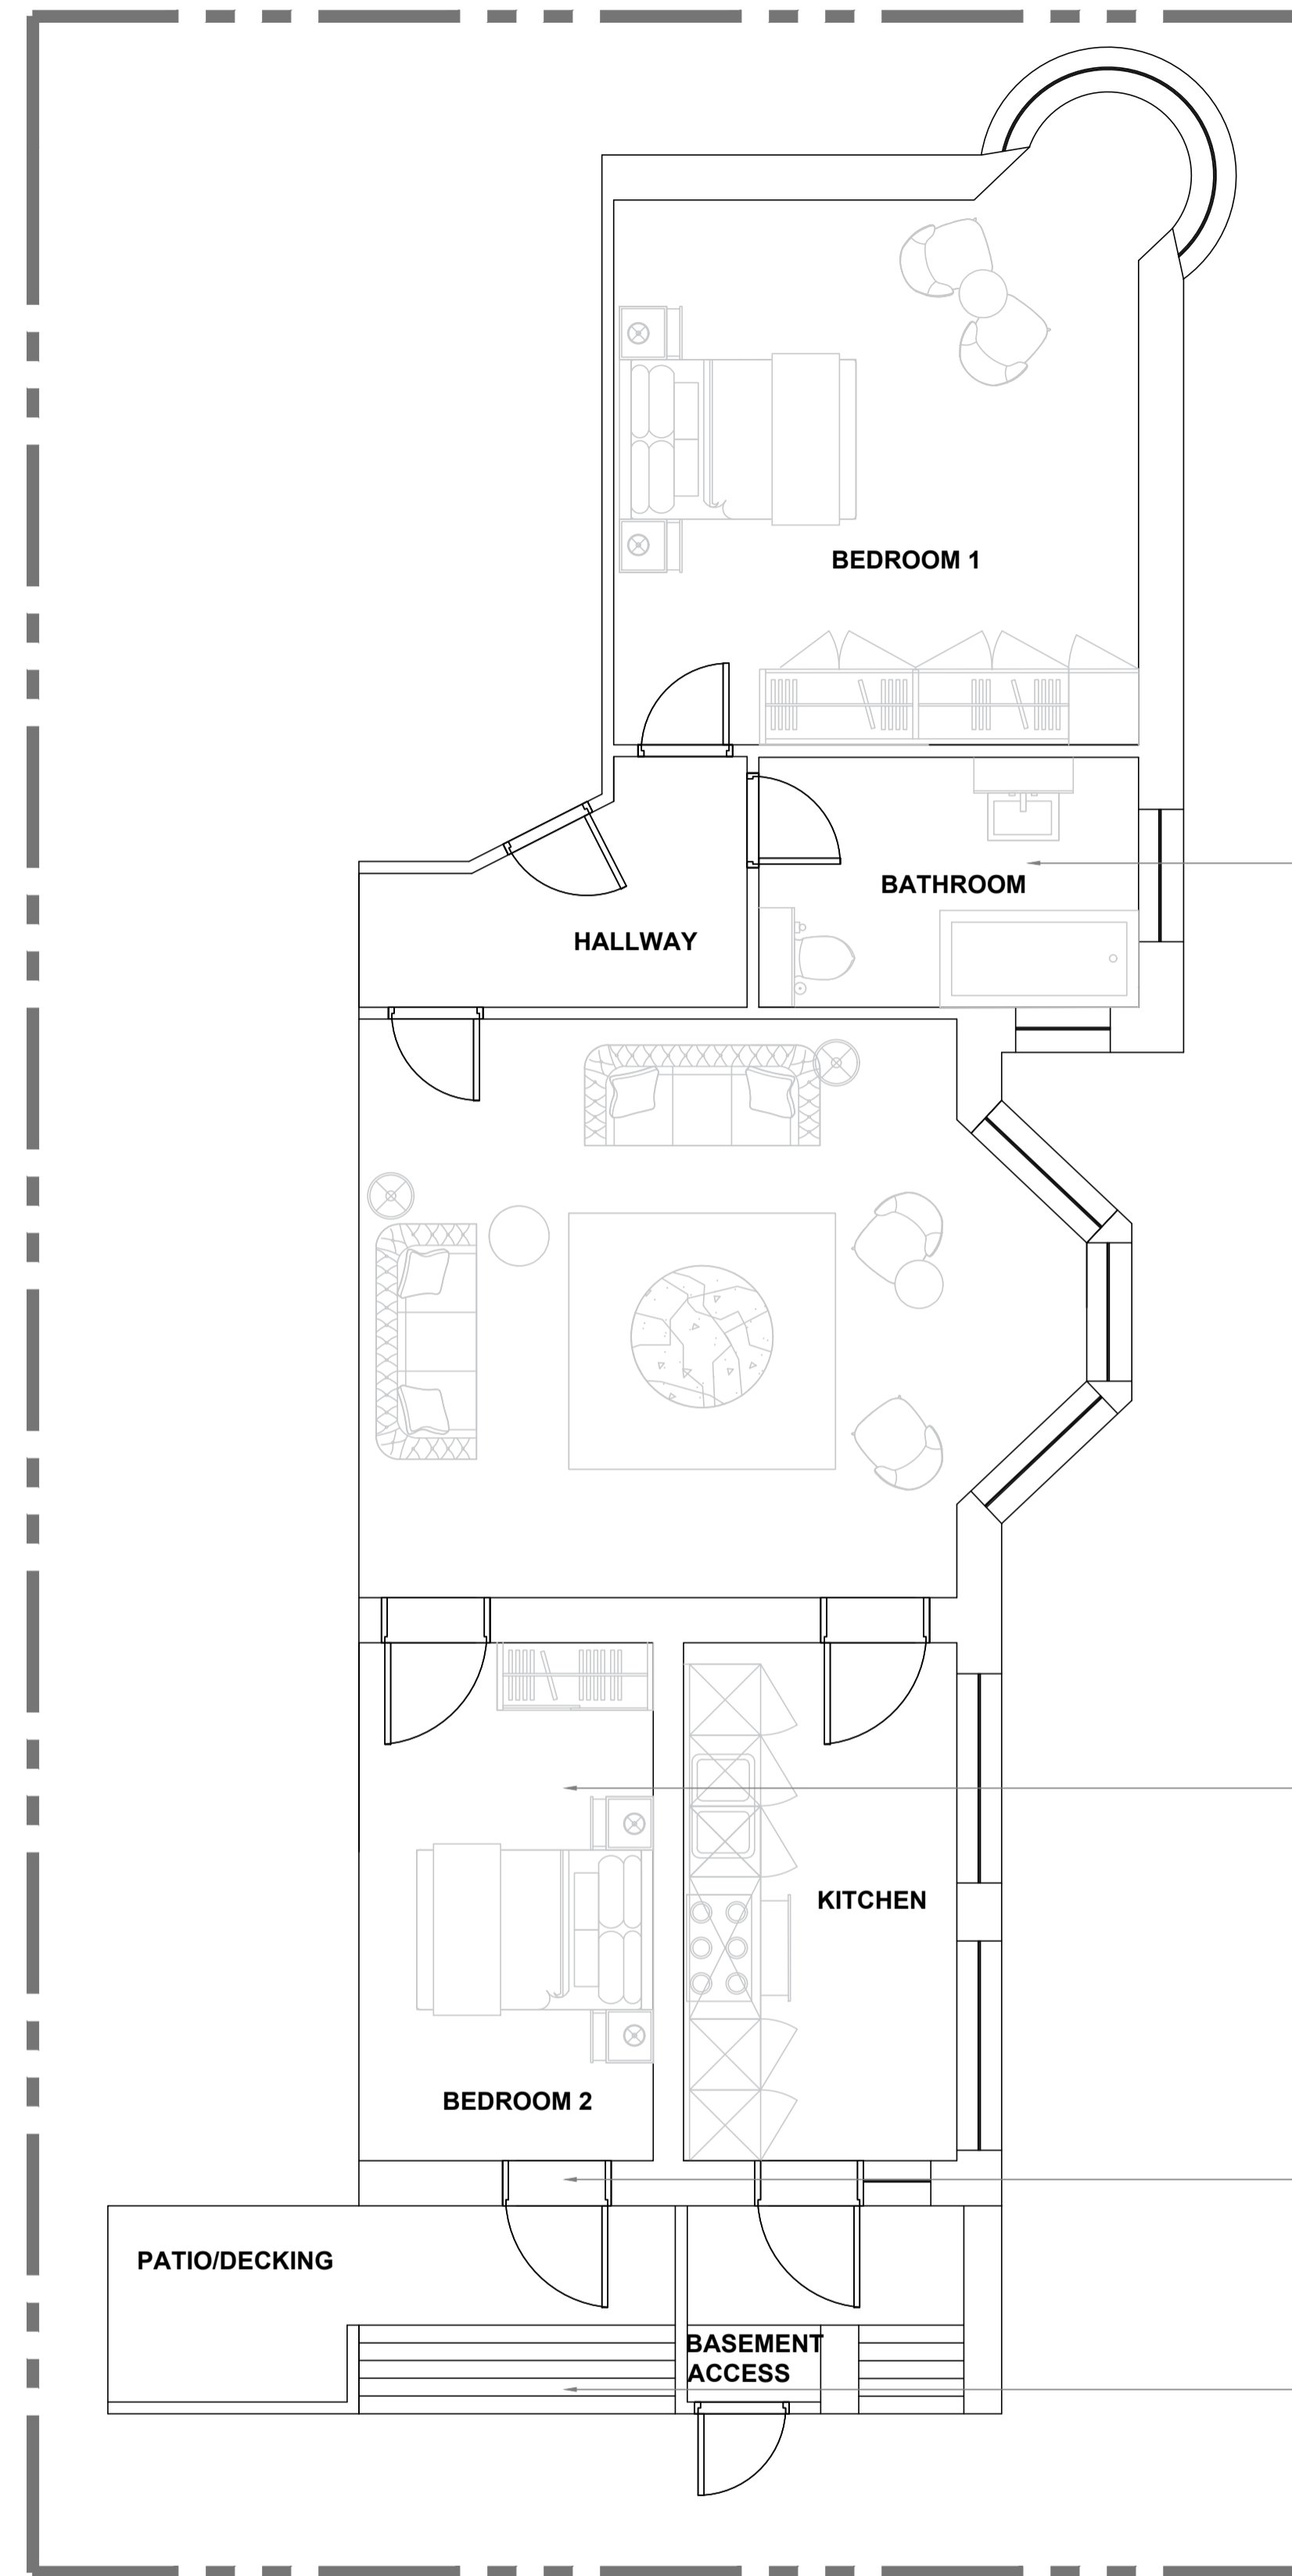 BEDROOM 1
BATHROOM
HALLWAY
KITCHEN
BEDROOM 2
PATIO/DECKING
BASEMENT
ACCESS